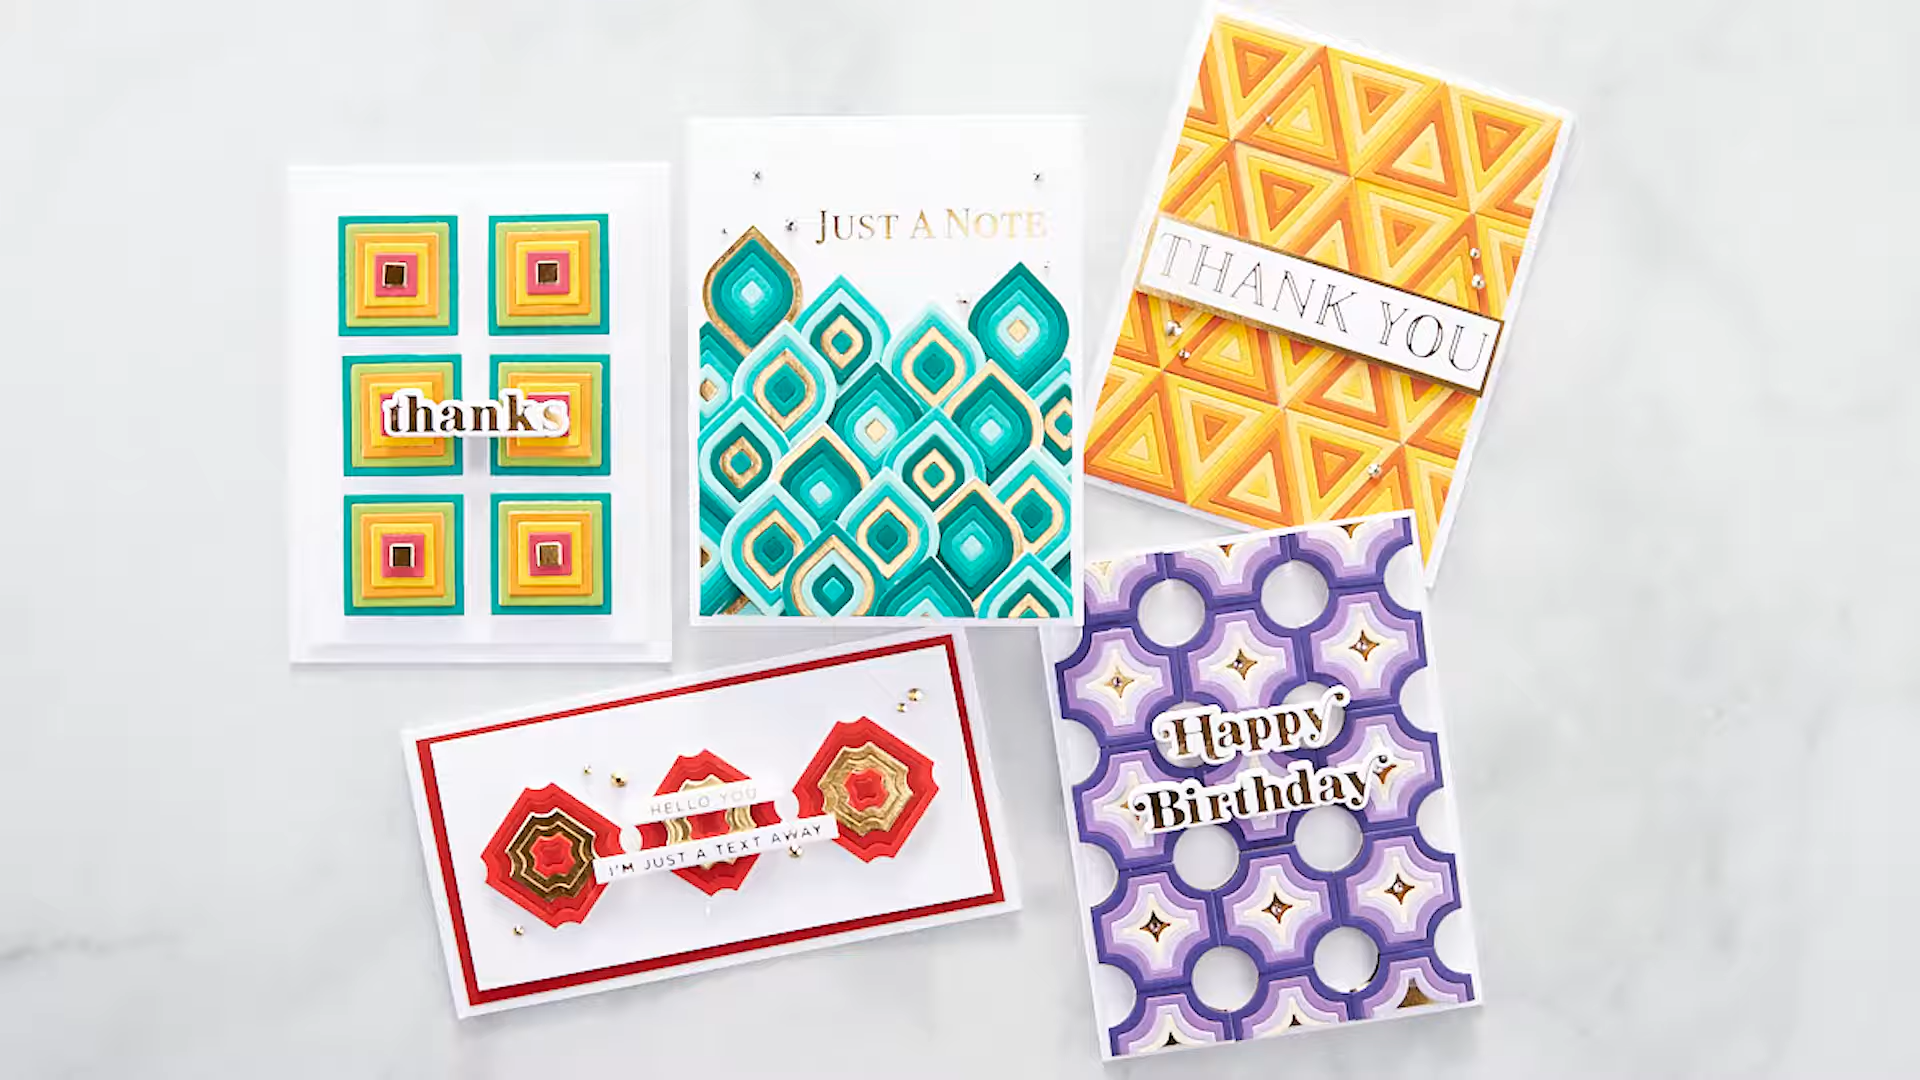 thanks
JUST A NOTE
THANK YOU
HELLO YOU
I'M JUST A TEXT AWAY
Happy
Birthday